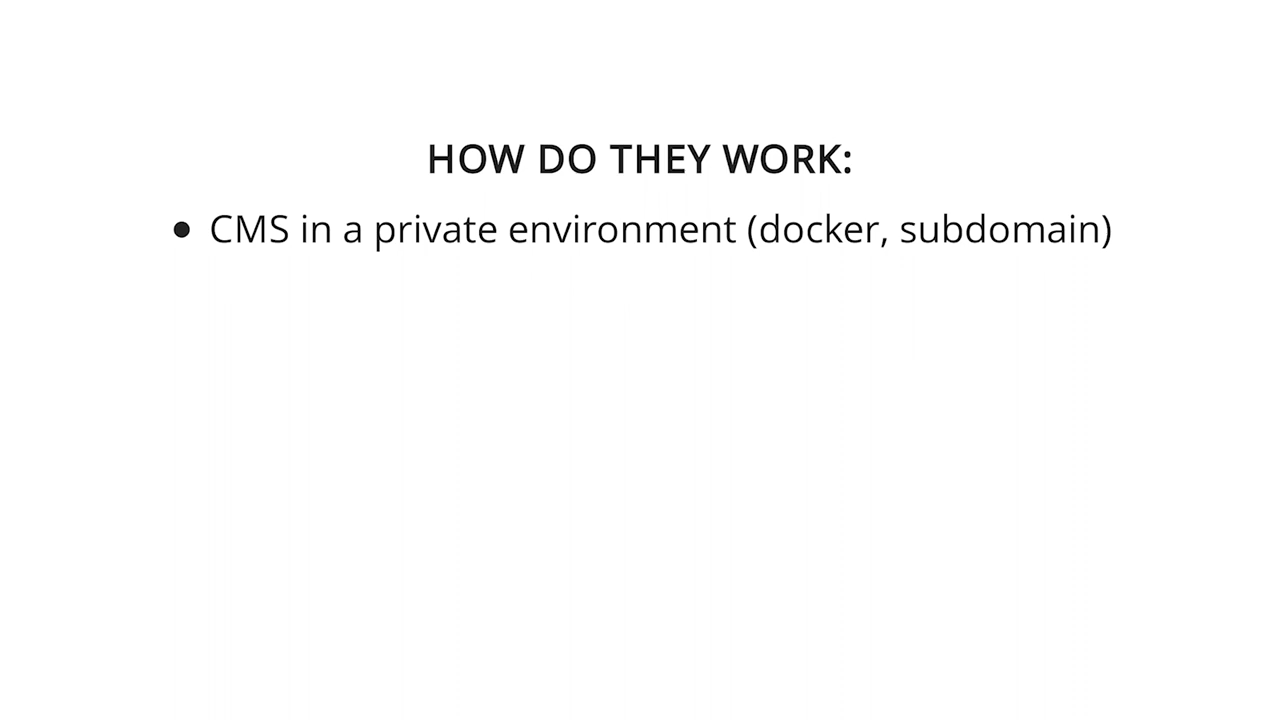 HOW DO THEY WORK:
● CMS in a private environment (docker, subdomain)